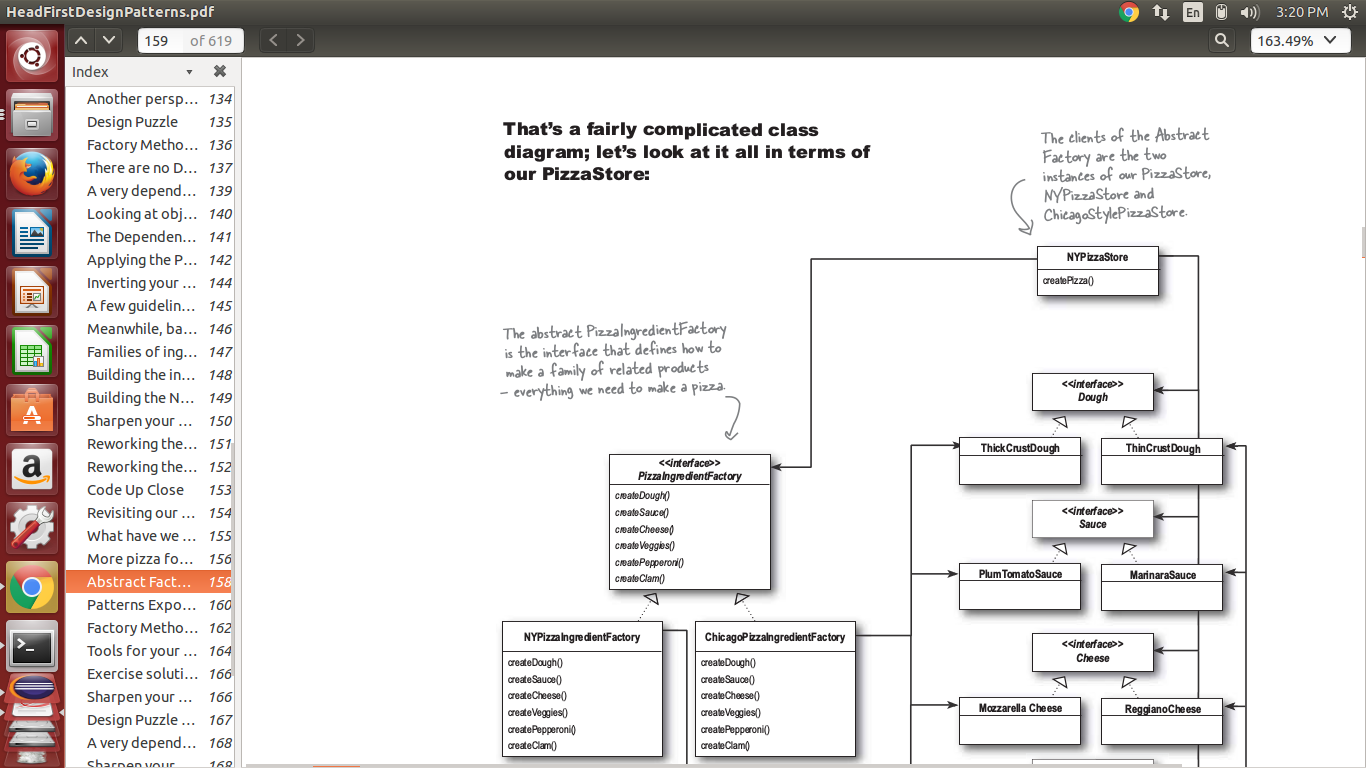 HeadFirstDesignPatterns.pdf
En
3:20 PM
159 of 619
163.49%
Index
Another persp... 134
Design Puzzle 135
Factory Metho... 136
There are no D... 137
A very depend... 139
Looking at obj... 140
The Dependen... 141
Applying the P... 142
Inverting your ... 144
A few guidelin... 145
Meanwhile, ba... 146
Families of ing... 147
Building the in... 148
Building the N... 149
Sharpen your ... 150
Reworking the... 151
Reworking the... 152
Code Up Close 153
Revisiting our ... 154
What have we ... 155
More pizza fo... 156
Abstract Fact... 158
Patterns Expo... 160
Factory Metho... 162
Tools for your ... 164
Exercise soluti... 166
Sharpen your ... 166
Design Puzzle ... 167
A very depend... 168
Sharpen your ... 168
That's a fairly complicated class
diagram; let's look at it all in terms of
our PizzaStore:
The clients of the Abstract
Factory are the two
instances of our PizzaStore,
NYPizzaStore and
ChicagoStylePizzaStore.
NYPizzaStore
createPizza()
The abstract PizzaIngredientFactory
is the interface that defines how to
make a family of related products
– everything we need to make a pizza.
<<interface>>
PizzaIngredientFactory
createDough()
createSauce()
createCheese()
createVeggies()
createPepperoni()
createClam()
NYPizzaIngredientFactory
createDough()
createSauce()
createCheese()
createVeggies()
createPepperoni()
createClam()
ChicagoPizzaIngredientFactory
createDough()
createSauce()
createCheese()
createVeggies()
createPepperoni()
createClam()
<<interface>>
Dough
ThickCrustDough
ThinCrustDough
<<interface>>
Sauce
PlumTomatoSauce
MarinaraSauce
<<interface>>
Cheese
Mozzarella Cheese
ReggianoCheese